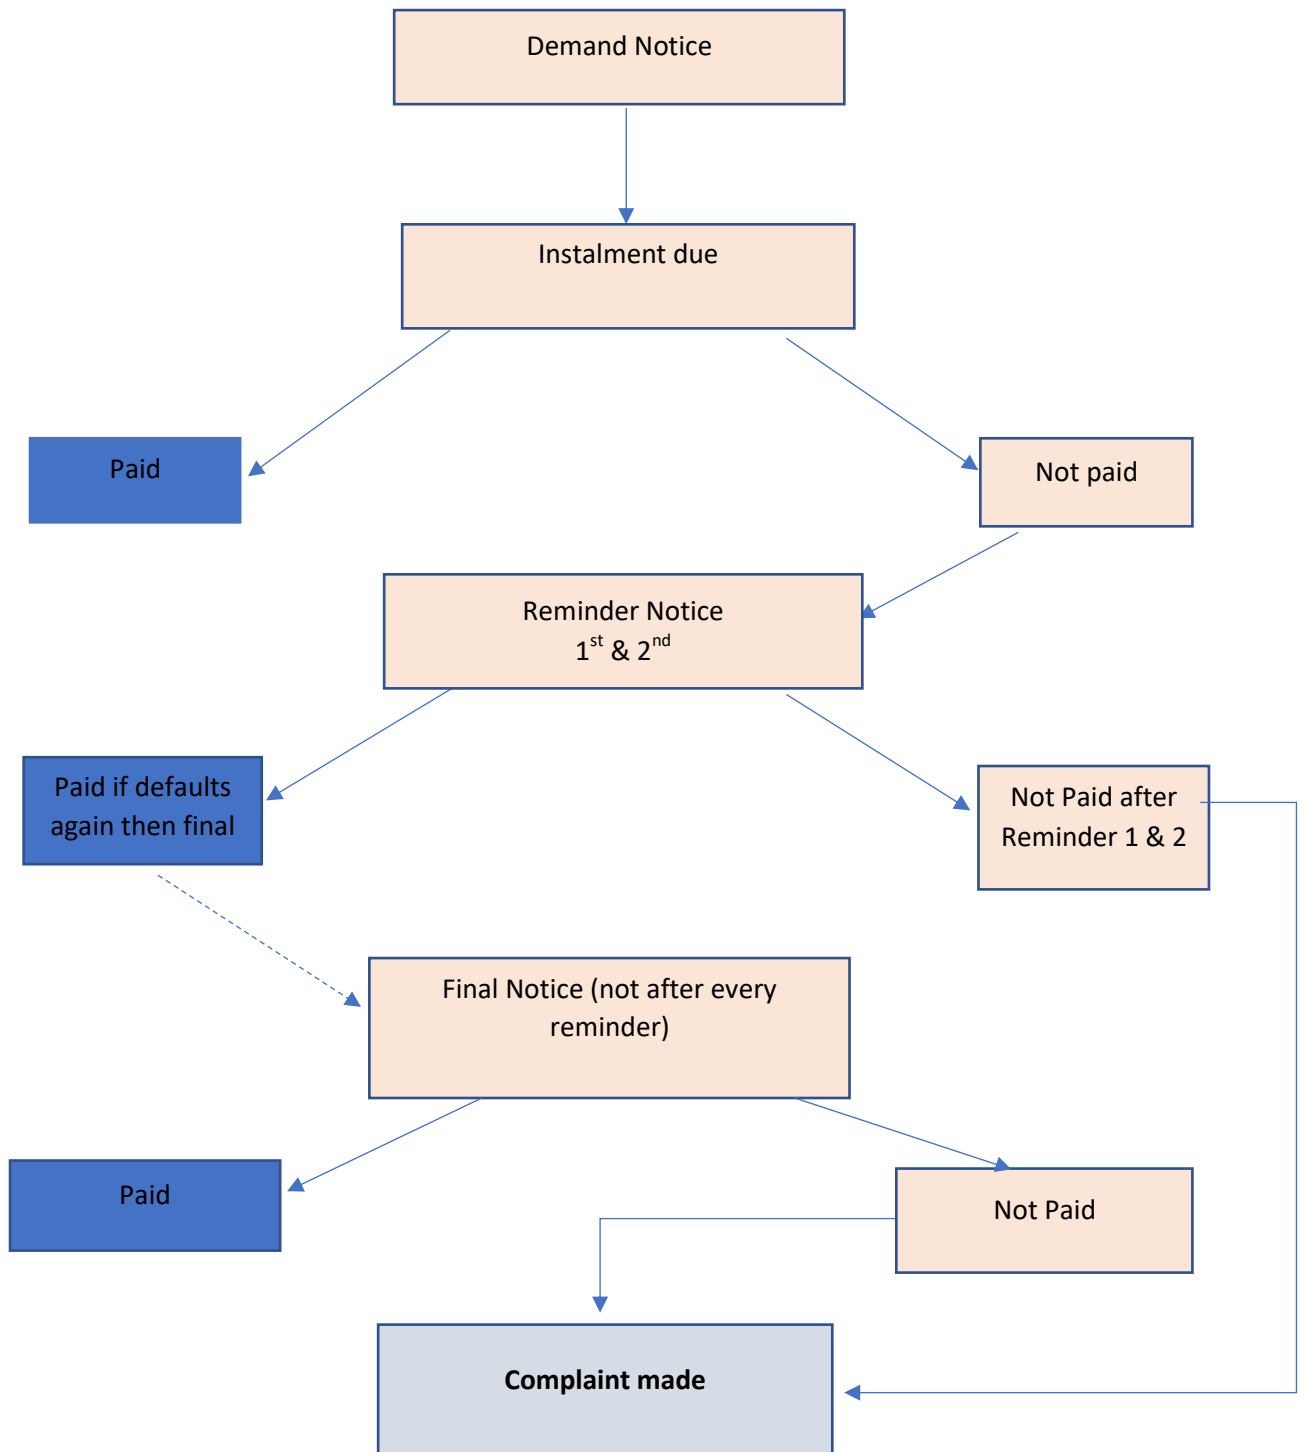 Demand Notice
Instalment due
Paid
Not paid
Reminder Notice
1st & 2nd
Paid if defaults
again then final
Not Paid after
Reminder 1 & 2
Final Notice (not after every
reminder)
Paid
Not Paid
Complaint made